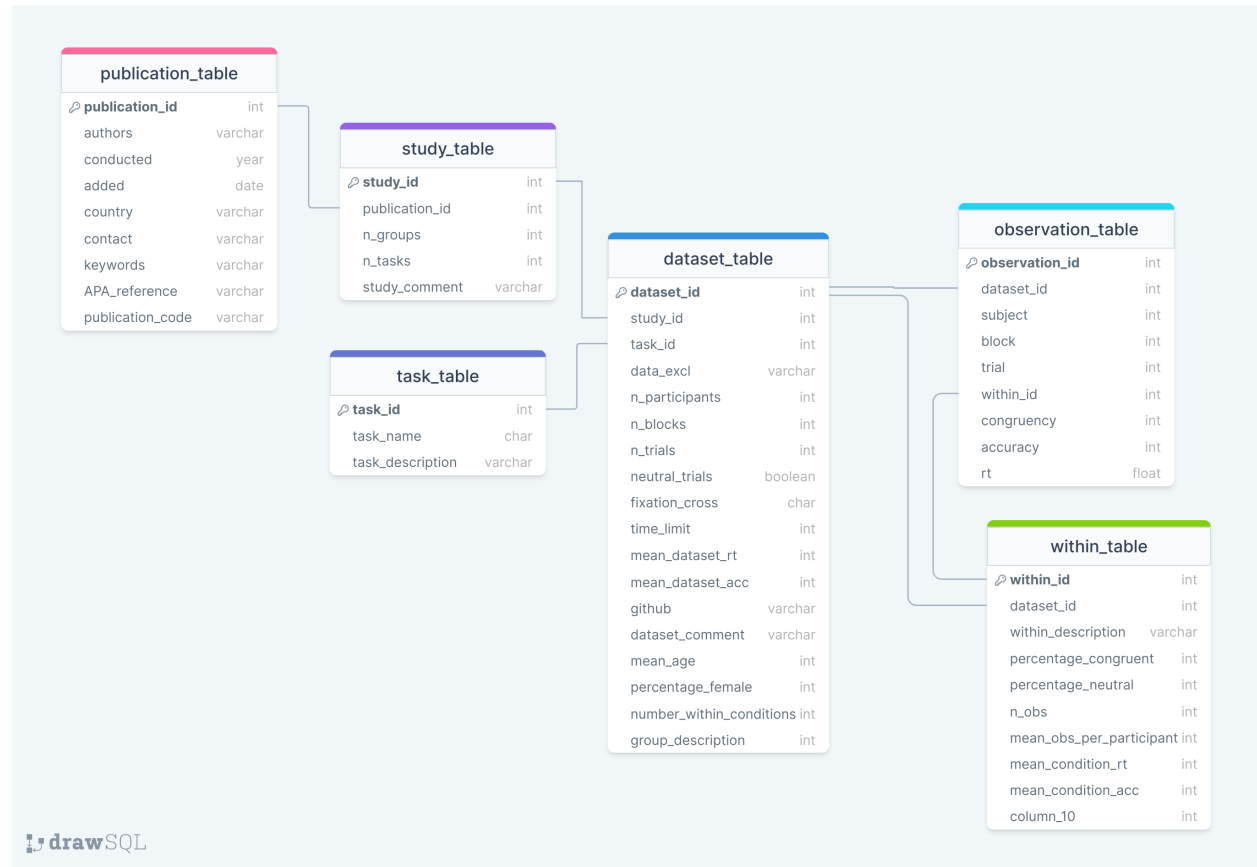 publication_table
publication_id int
authors varchar
conducted year
added date
country varchar
contact varchar
keywords varchar
APA_reference varchar
publication_code varchar
study_table
study_id int
publication_id int
n_groups int
n_tasks int
study_comment varchar
task_table
task_id int
task_name char
task_description varchar
dataset_table
dataset_id int
study_id int
task_id int
data_excl varchar
n_participants int
n_blocks int
n_trials int
neutral_trials boolean
fixation_cross char
time_limit int
mean_dataset_rt int
mean_dataset_acc int
github varchar
dataset_comment varchar
mean_age int
percentage_female int
number_within_conditions int
group_description int
observation_table
observation_id int
dataset_id int
subject int
block int
trial int
within_id int
congruency int
accuracy int
rt float
within_table
within_id int
dataset_id int
within_description varchar
percentage_congruent int
percentage_neutral int
n_obs int
mean_obs_per_participant int
mean_condition_rt int
mean_condition_acc int
column_10 int
drawSQL